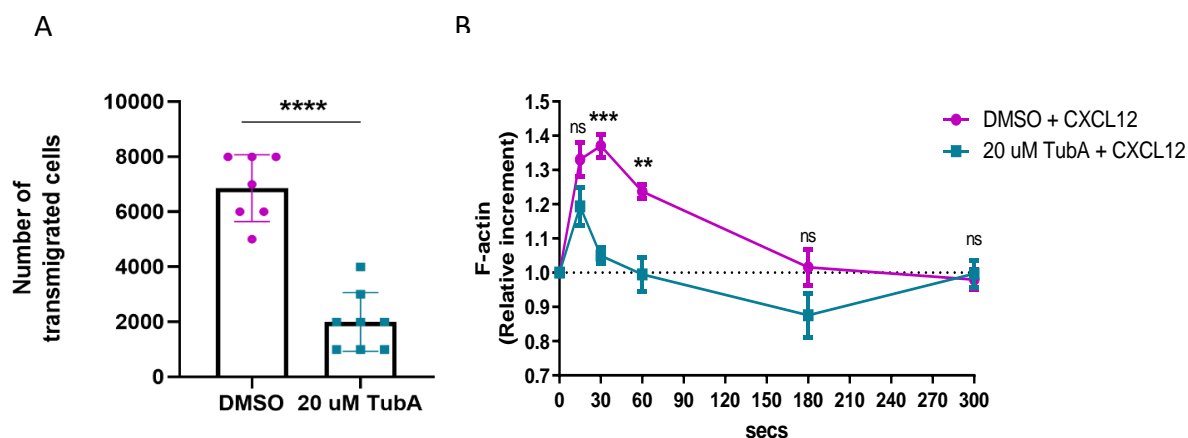 A
Number of
transmigrated cells
10000
8000
6000
4000
2000
0
****
DMSO 20 uM TubA
B
F-actin
(Relative increment)
1.5
1.4
1.3
1.2
1.1
1.0
0.9
0.8
0.7
ns
***
**
ns
ns
0 30 60 90 120 150 180 210 240 270 300
secs
DMSO + CXCL12
20 uM TubA + CXCL12